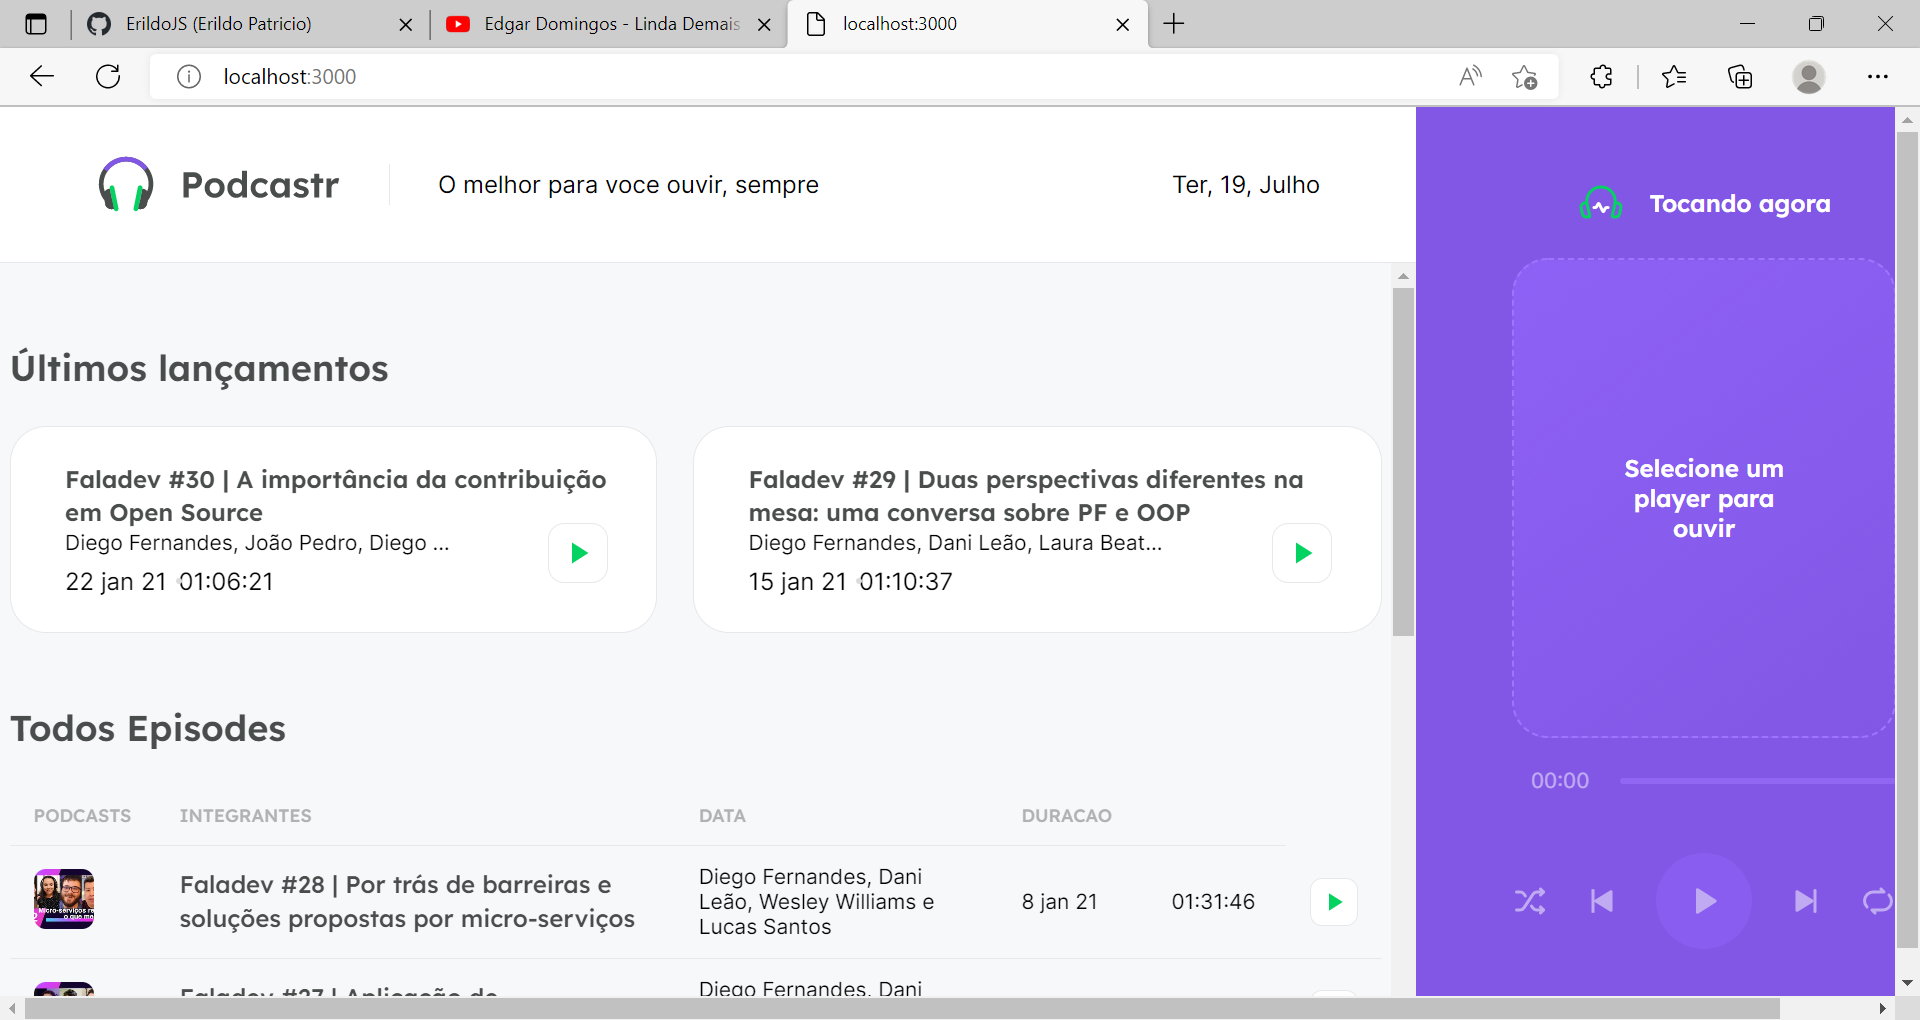 ErildoJS (Erildo Patricio)
Edgar Domingos - Linda Demais
localhost:3000
localhost:3000
Podcastr
O melhor para voce ouvir, sempre
Ter, 19, Julho
Tocando agora
Últimos lançamentos
Faladev #30 | A importância da contribuição
em Open Source
Diego Fernandes, João Pedro, Diego ...
22 jan 21 01:06:21
Faladev #29 | Duas perspectivas diferentes na
mesa: uma conversa sobre PF e OOP
Diego Fernandes, Dani Leão, Laura Beat...
15 jan 21 01:10:37
Selecione um
player para
ouvir
00:00
Todos Episodes
PODCASTS INTEGRANTES DATA DURACAO
Faladev #28 | Por trás de barreiras e
soluções propostas por micro-serviços
Diego Fernandes, Dani
Leão, Wesley Williams e
Lucas Santos
8 jan 21
01:31:46
Faladev #27 | Aplicação de
Diego Fernandes, Dani